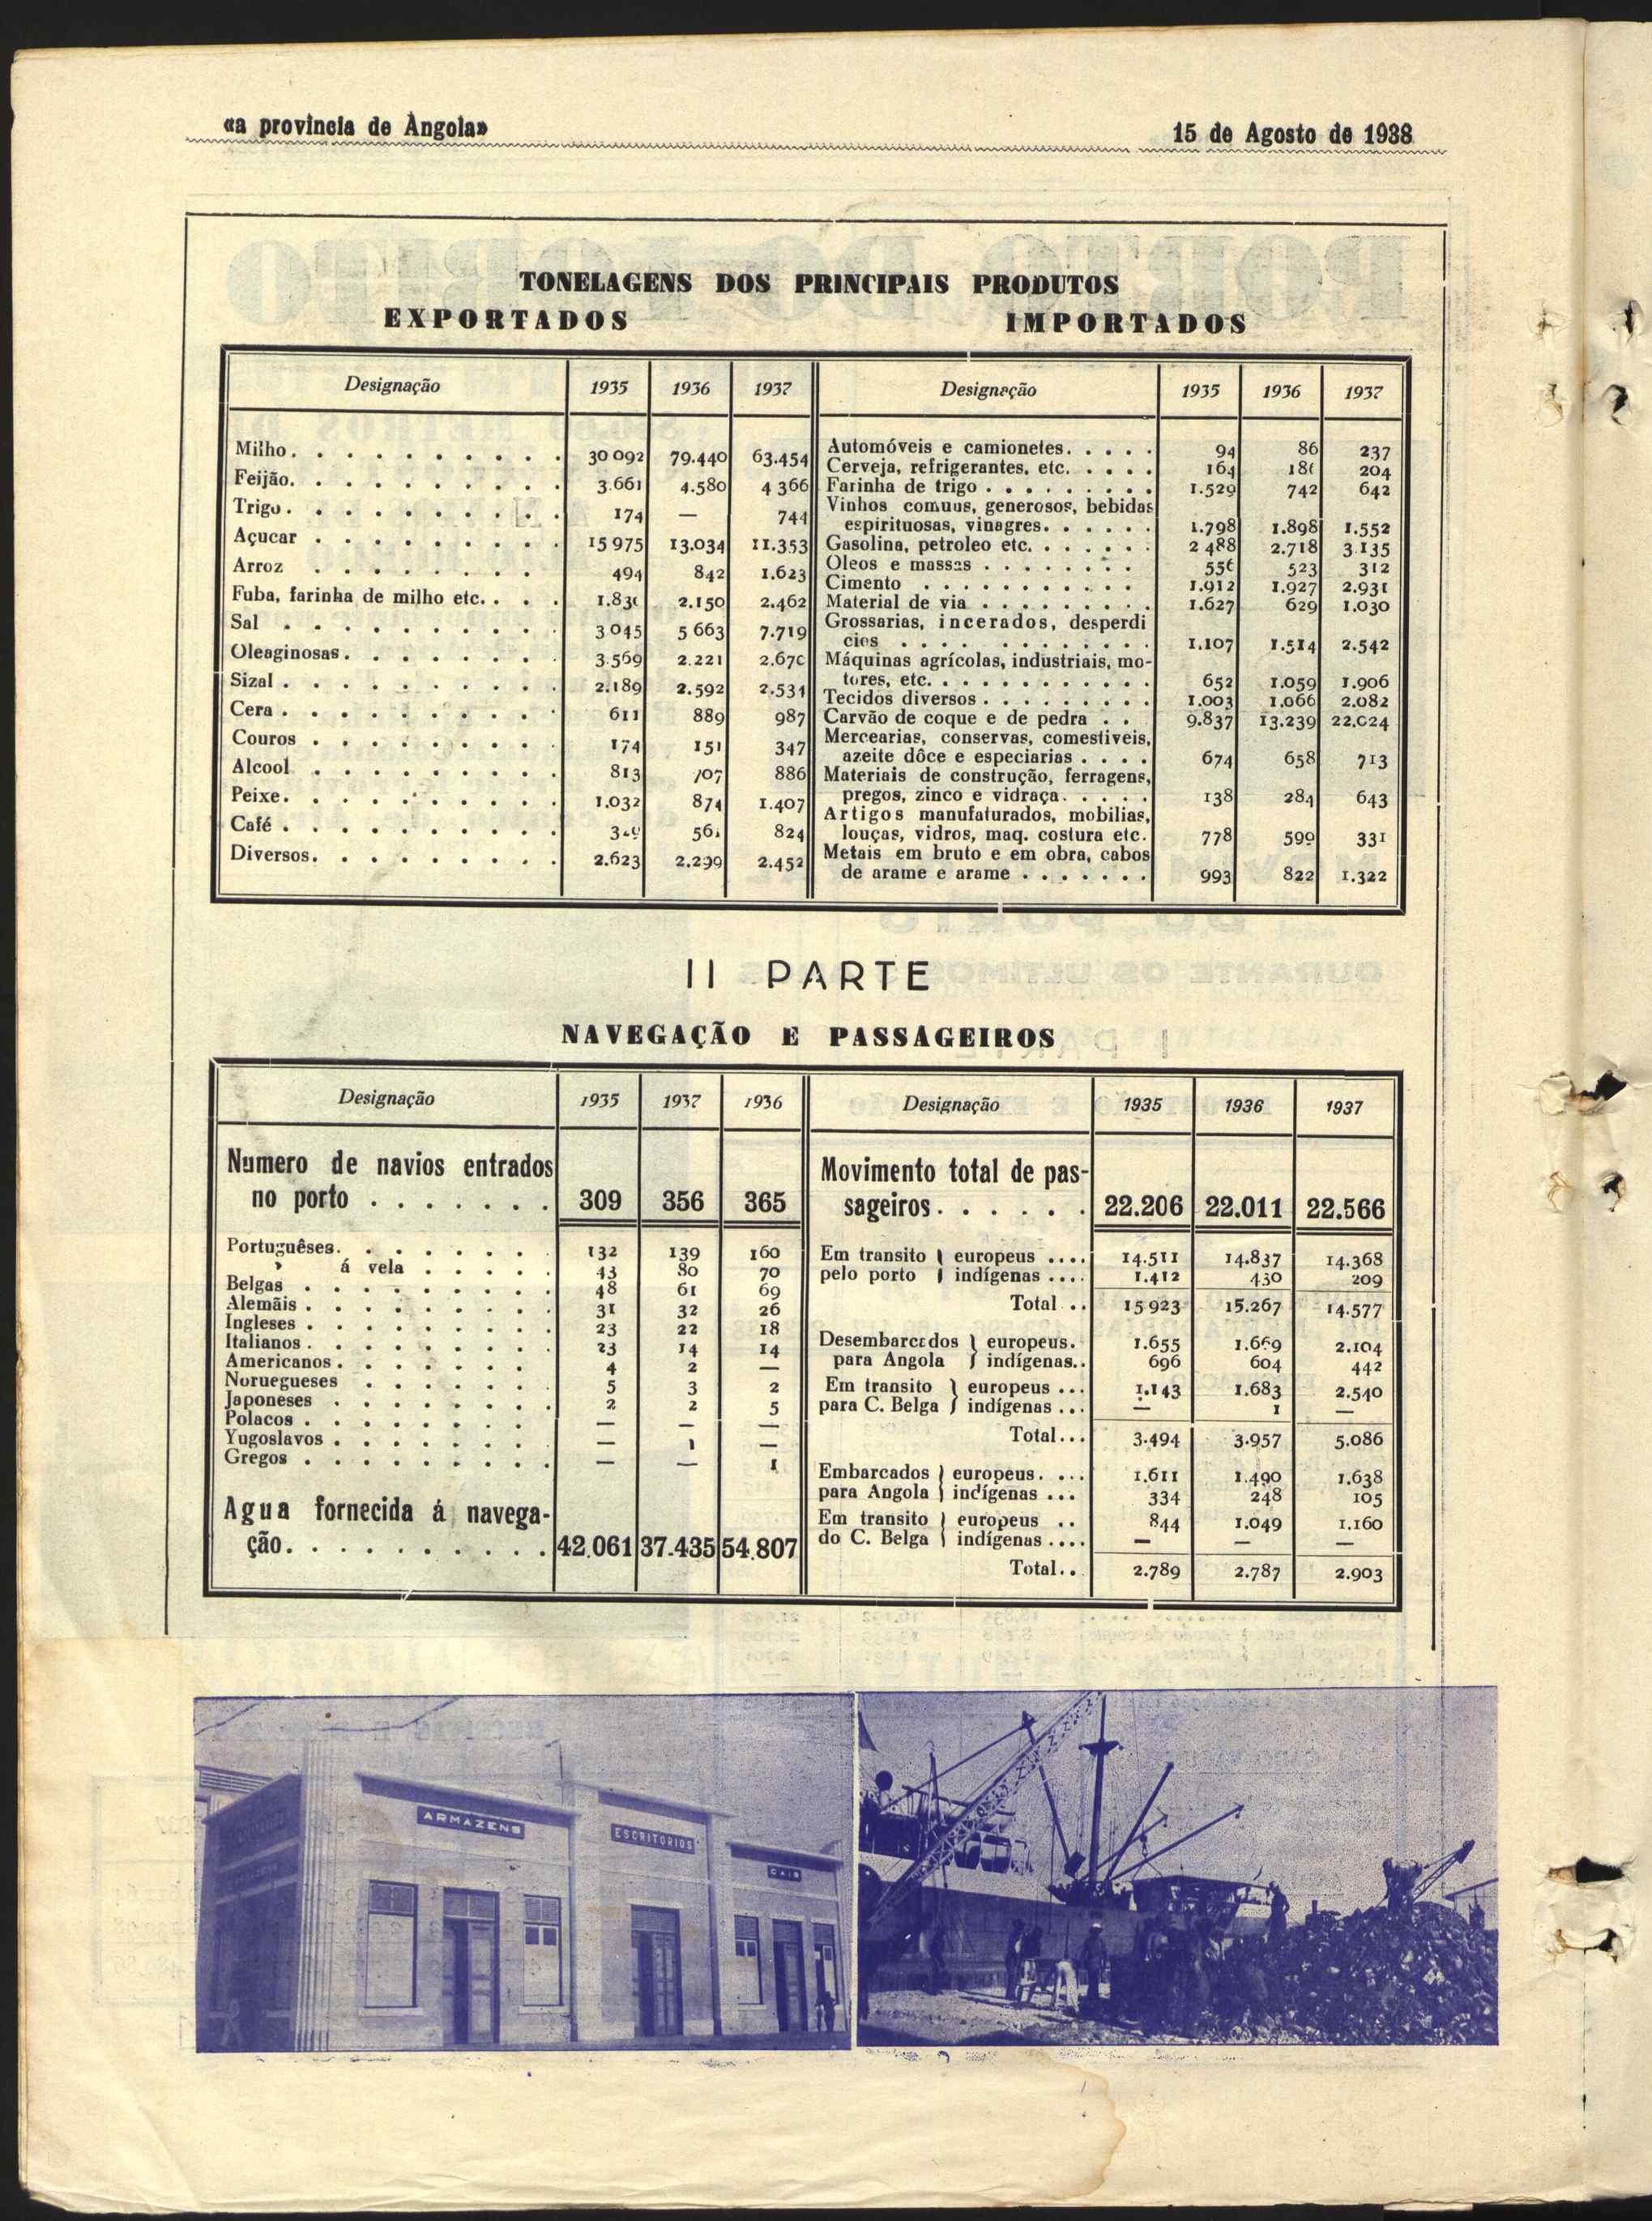 «a provincia de Angola»
15 de Agosto de 1938
TONELAGENS DOS PRINCIPAIS PRODUTOS
EXPORTADOS IMPORTADOS
Designação 1935 1936 1937
Milho. 30 092 79.440 63.454
Feijão. 3.661 4.580 4 366
Trigo. 174 — 744
Açucar 15 975 13.034 11.353
Arroz 494 842 1.623
Fuba, farinha de milho etc. 2.150 2.462
Sal 3 045 5 663 7.719
Oleaginosas. 3.569 2.221
Sizal 2.189 2.592 2.531
Cera 611 889 987
Couros 174 151 347
Alcool 813 707 886
Peixe. 1.032 874 1.407
Café 824
Diversos. 2.623 2.299 2.452
Designação 1935 1936 1937
Automóveis e camionetes. 94 86 237
Cerveja, refrigerantes, etc. 164 204
Farinha de trigo 1.529 742 642
Vinhos comuus, generosos, bebidas
espirituosas, vinagres. 1.798 1.898 1.552
Gasolina, petroleo etc. 2 488 2.718 3.135
Oleos e massas 523 312
Cimento 1.912 1.927 2.931
Material de via 1.627 629 1.030
Grossarias, incerados, desperdi
cios 1.107 1.514 2.542
Máquinas agrícolas, industriais, mo-
tores, etc. 652 1.059 1.906
Tecidos diversos 1.003 1.066 2.082
Carvão de coque e de pedra 9.837 13.239 22.024
Mercearias, conservas, comestiveis,
azeite dôce e especiarias 674 658 713
Materiais de construção, ferragens,
pregos, zinco e vidraça. 138 284 643
Artigos manufaturados, mobilias,
louças, vidros, maq. costura etc. 778 599 331
Metais em bruto e em obra, cabos
de arame e arame 993 822 1.322
II PARTE
NAVEGAÇÃO E PASSAGEIROS
Designação 1935 1937 1936
Numero de navios entrados
no porto 309 356 365
Portuguêses. 132 139 160
» á vela 43 80 70
Belgas 48 61 69
Alemãis 31 32 26
Ingleses 23 22 18
Italianos 23 14 14
Americanos 4 2 —
Noruegueses 5 3 2
Japoneses 2 2 5
Polacos — — —
Yugoslavos — 1 —
Gregos — — 1
Agua fornecida á navega-
ção. 42.061 37.435 54.807
Designação 1935 1936 1937
Movimento total de pas-
sageiros. 22.206 22.011 22.566
Em transito europeus 14.511 14.837 14.368
pelo porto indígenas 1.412 430 209
Total 15 923 15.267 14.577
Desembarcados europeus. 1.655 1.669 2.104
para Angola indígenas. 696 604 442
Em transito europeus 1.143 1.683 2.540
para C. Belga indígenas — 1 —
Total 3.494 3.957 5.086
Embarcados europeus. 1.611 1.490 1.638
para Angola indígenas 334 248 105
Em transito europeus 844 1.049 1.160
do C. Belga indígenas — — —
Total 2.789 2.787 2.903
ARMAZENS
ESCRITORIOS
CAIS